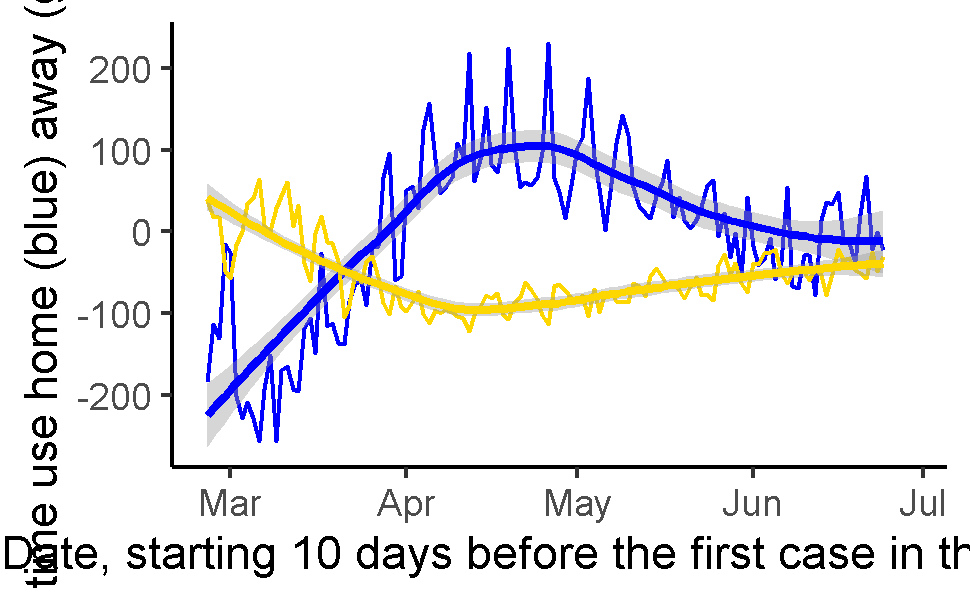 time use home (blue) away (
200
100
0
-100
-200
Mar Apr May Jun Jul
Date, starting 10 days before the first case in th